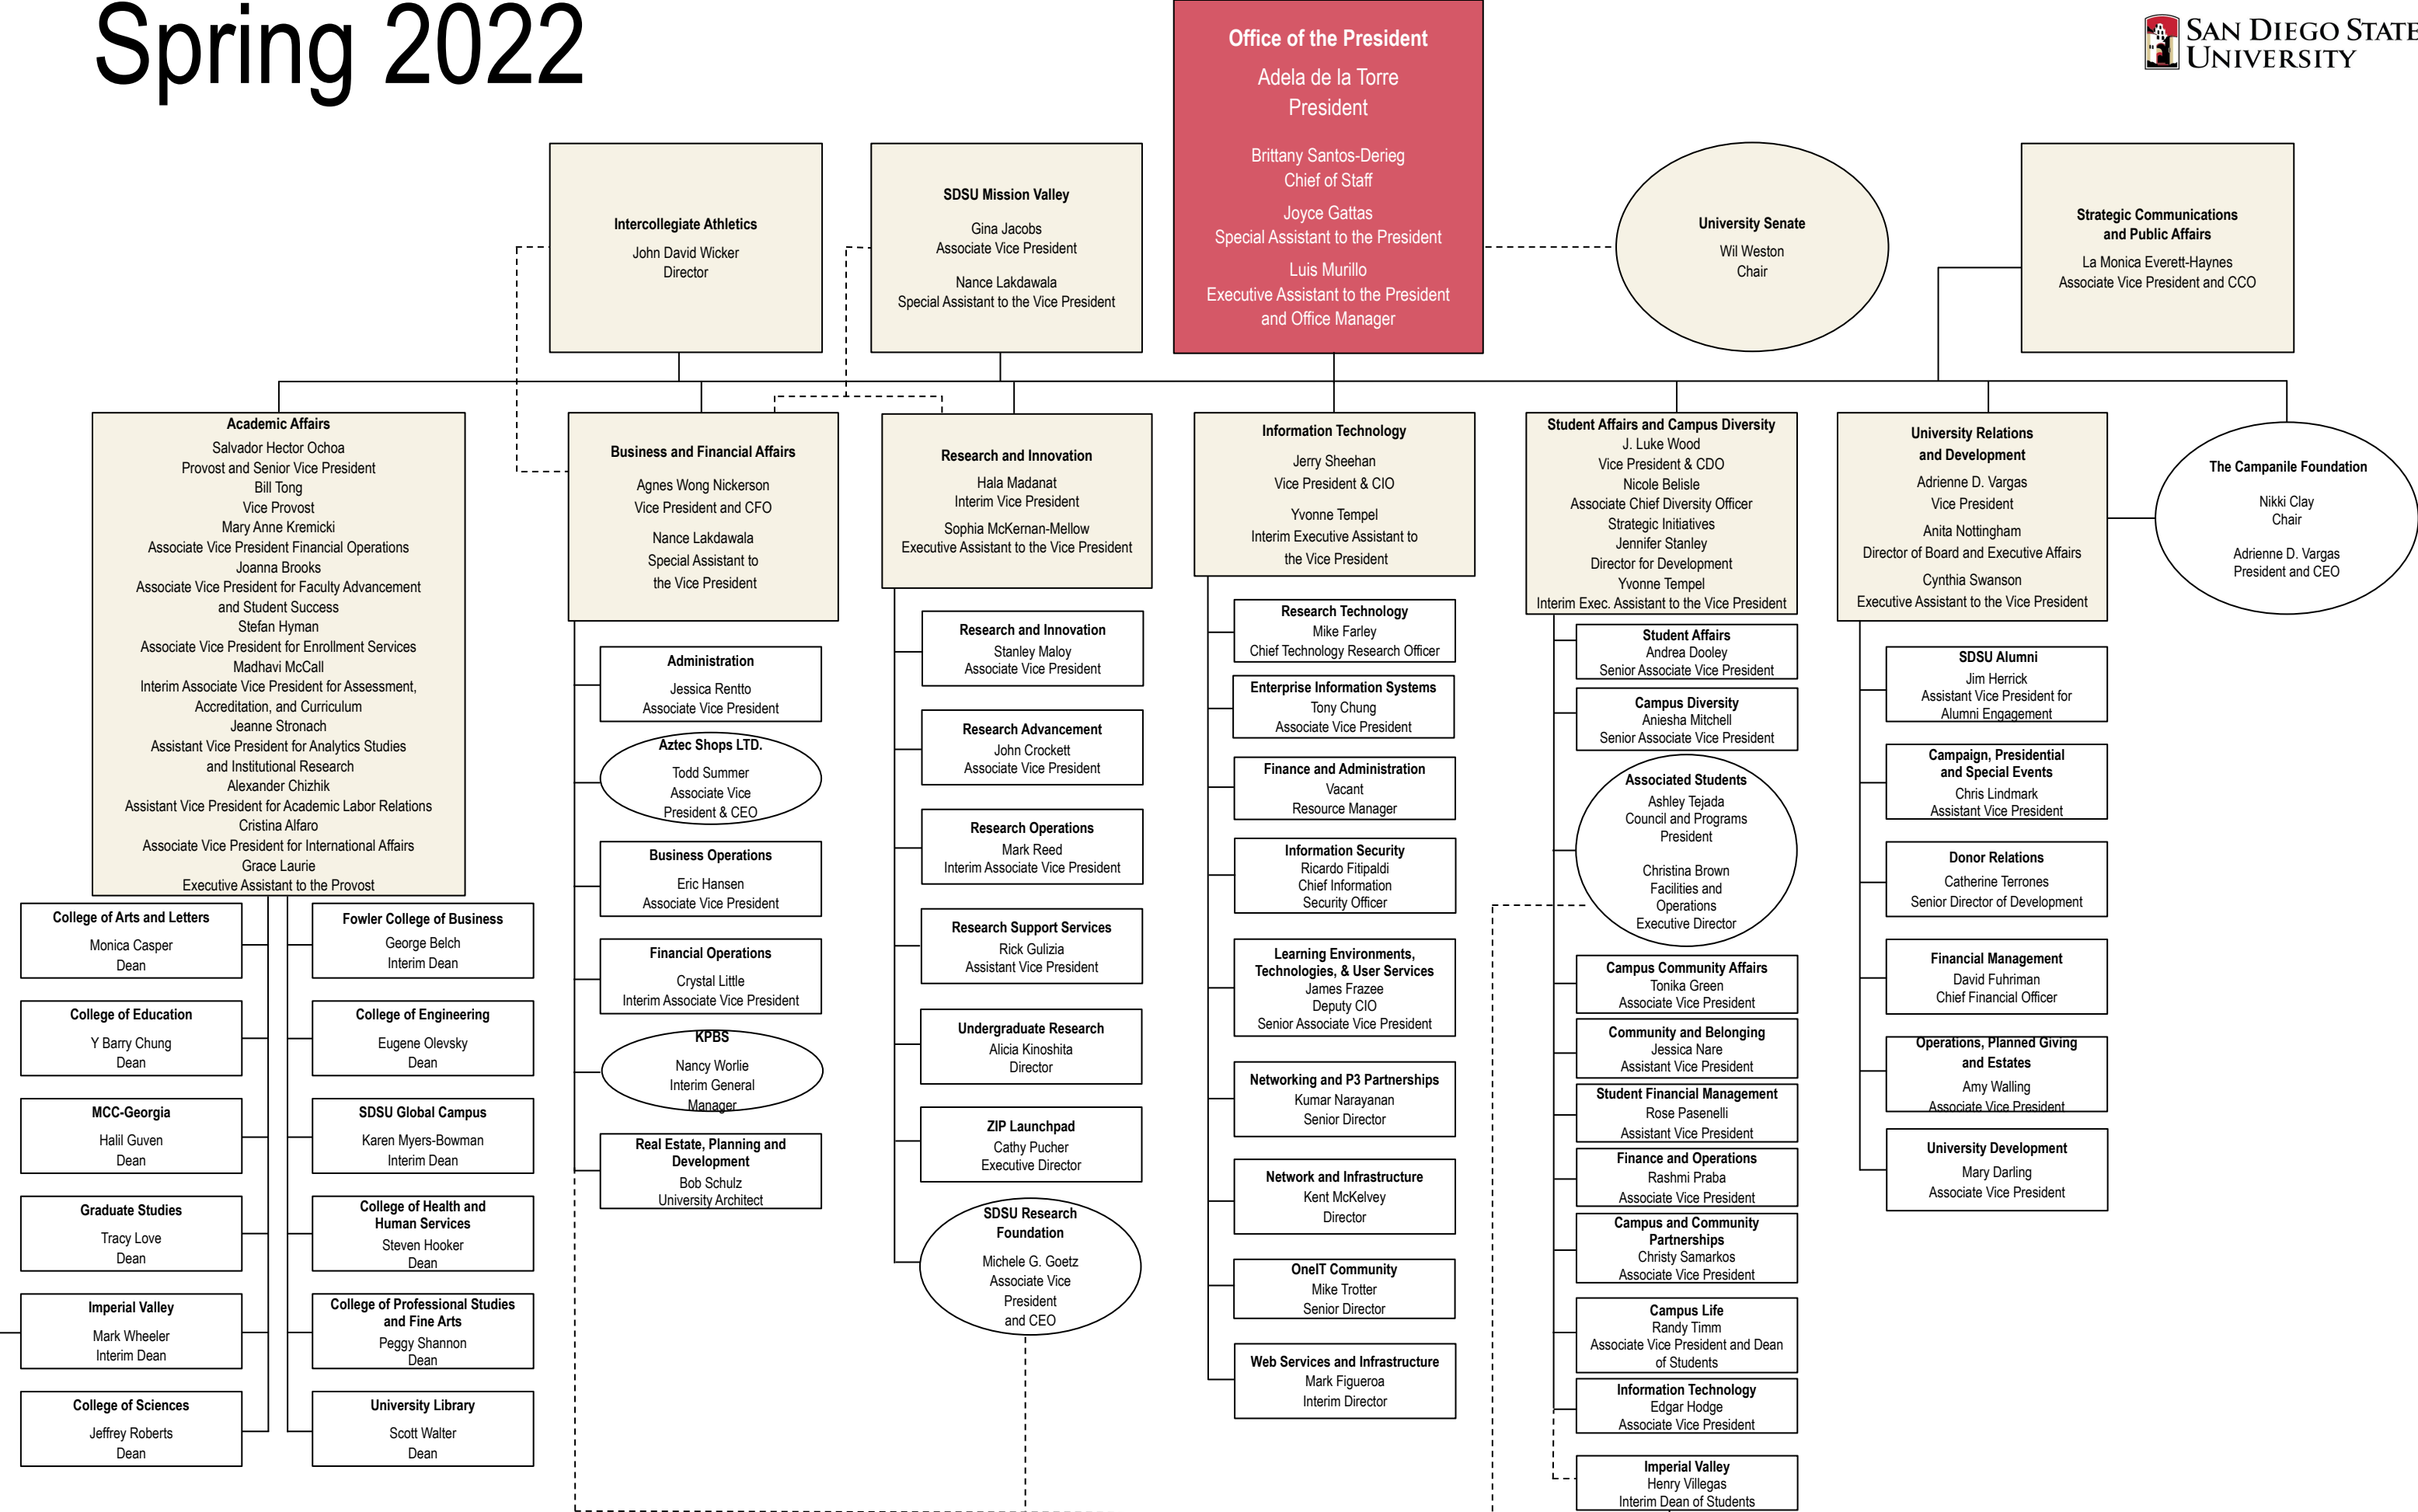 Spring 2022
SAN DIEGO STATE
UNIVERSITY
Office of the President
Adela de la Torre
President
Brittany Santos-Derieg
Chief of Staff
Joyce Gattas
Special Assistant to the President
Luis Murillo
Executive Assistant to the President
and Office Manager
Intercollegiate Athletics
John David Wicker
Director
SDSU Mission Valley
Gina Jacobs
Associate Vice President
Nance Lakdawala
Special Assistant to the Vice President
University Senate
Wil Weston
Chair
Strategic Communications
and Public Affairs
La Monica Everett-Haynes
Associate Vice President and CCO
Academic Affairs
Salvador Hector Ochoa
Provost and Senior Vice President
Bill Tong
Vice Provost
Mary Anne Kremicki
Associate Vice President Financial Operations
Joanna Brooks
Associate Vice President for Faculty Advancement
and Student Success
Stefan Hyman
Associate Vice President for Enrollment Services
Madhavi McCall
Interim Associate Vice President for Assessment,
Accreditation, and Curriculum
Jeanne Stronach
Assistant Vice President for Analytics Studies
and Institutional Research
Alexander Chizhik
Assistant Vice President for Academic Labor Relations
Cristina Alfaro
Associate Vice President for International Affairs
Grace Laurie
Executive Assistant to the Provost
College of Arts and Letters
Monica Casper
Dean
College of Education
Y Barry Chung
Dean
MCC-Georgia
Halil Guven
Dean
Graduate Studies
Tracy Love
Dean
Imperial Valley
Mark Wheeler
Interim Dean
College of Sciences
Jeffrey Roberts
Dean
Fowler College of Business
George Belch
Interim Dean
College of Engineering
Eugene Olevsky
Dean
SDSU Global Campus
Karen Myers-Bowman
Interim Dean
College of Health and
Human Services
Steven Hooker
Dean
College of Professional Studies
and Fine Arts
Peggy Shannon
Dean
University Library
Scott Walter
Dean
Business and Financial Affairs
Agnes Wong Nickerson
Vice President and CFO
Nance Lakdawala
Special Assistant to
the Vice President
Administration
Jessica Rentto
Associate Vice President
Aztec Shops LTD.
Todd Summer
Associate Vice
President & CEO
Business Operations
Eric Hansen
Associate Vice President
Financial Operations
Crystal Little
Interim Associate Vice President
KPBS
Nancy Worlie
Interim General
Manager
Real Estate, Planning and
Development
Bob Schulz
University Architect
Research and Innovation
Hala Madanat
Interim Vice President
Sophia McKernan-Mellow
Executive Assistant to the Vice President
Research and Innovation
Stanley Maloy
Associate Vice President
Research Advancement
John Crockett
Associate Vice President
Research Operations
Mark Reed
Interim Associate Vice President
Research Support Services
Rick Gulizia
Assistant Vice President
Undergraduate Research
Alicia Kinoshita
Director
ZIP Launchpad
Cathy Pucher
Executive Director
SDSU Research
Foundation
Michele G. Goetz
Associate Vice
President
and CEO
Information Technology
Jerry Sheehan
Vice President & CIO
Yvonne Tempel
Interim Executive Assistant to
the Vice President
Research Technology
Mike Farley
Chief Technology Research Officer
Enterprise Information Systems
Tony Chung
Associate Vice President
Finance and Administration
Vacant
Resource Manager
Information Security
Ricardo Fitipaldi
Chief Information
Security Officer
Learning Environments,
Technologies, & User Services
James Frazee
Deputy CIO
Senior Associate Vice President
Networking and P3 Partnerships
Kumar Narayanan
Senior Director
Network and Infrastructure
Kent McKelvey
Director
OneIT Community
Mike Trotter
Senior Director
Web Services and Infrastructure
Mark Figueroa
Interim Director
Student Affairs and Campus Diversity
J. Luke Wood
Vice President & CDO
Nicole Belisle
Associate Chief Diversity Officer
Strategic Initiatives
Jennifer Stanley
Director for Development
Yvonne Tempel
Interim Exec. Assistant to the Vice President
Student Affairs
Andrea Dooley
Senior Associate Vice President
Campus Diversity
Aniesha Mitchell
Senior Associate Vice President
Associated Students
Ashley Tejada
Council and Programs
President
Christina Brown
Facilities and
Operations
Executive Director
Campus Community Affairs
Tonika Green
Associate Vice President
Community and Belonging
Jessica Nare
Assistant Vice President
Student Financial Management
Rose Pasenelli
Assistant Vice President
Finance and Operations
Rashmi Praba
Associate Vice President
Campus and Community
Partnerships
Christy Samarkos
Associate Vice President
Campus Life
Randy Timm
Associate Vice President and Dean
of Students
Information Technology
Edgar Hodge
Associate Vice President
Imperial Valley
Henry Villegas
Interim Dean of Students
University Relations
and Development
Adrienne D. Vargas
Vice President
Anita Nottingham
Director of Board and Executive Affairs
Cynthia Swanson
Executive Assistant to the Vice President
SDSU Alumni
Jim Herrick
Assistant Vice President for
Alumni Engagement
Campaign, Presidential
and Special Events
Chris Lindmark
Assistant Vice President
Donor Relations
Catherine Terrones
Senior Director of Development
Financial Management
David Fuhriman
Chief Financial Officer
Operations, Planned Giving
and Estates
Amy Walling
Associate Vice President
University Development
Mary Darling
Associate Vice President
The Campanile Foundation
Nikki Clay
Chair
Adrienne D. Vargas
President and CEO